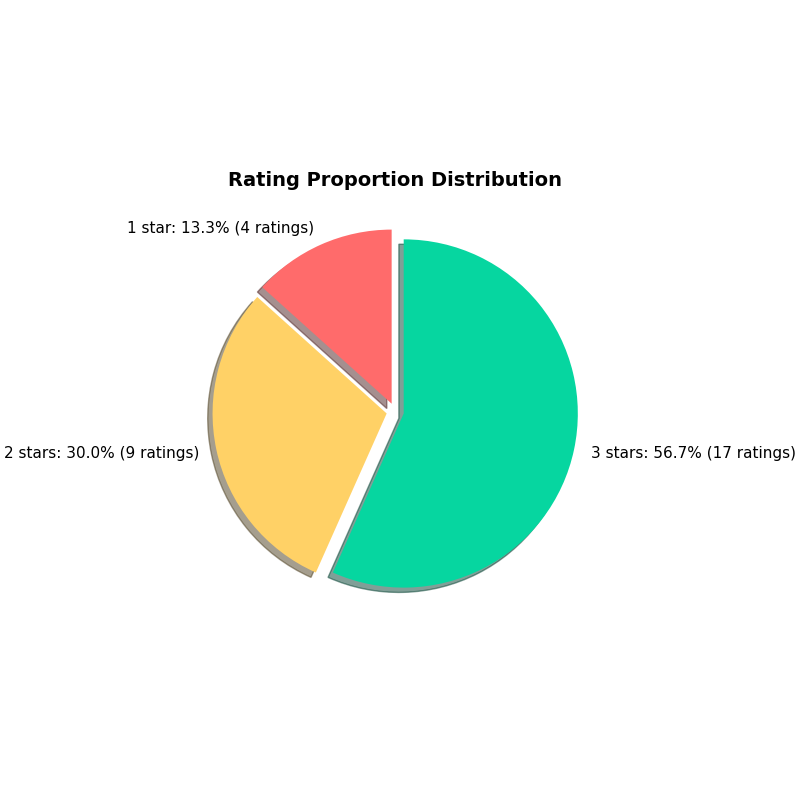 Rating Proportion Distribution
1 star: 13.3% (4 ratings)
2 stars: 30.0% (9 ratings)
3 stars: 56.7% (17 ratings)